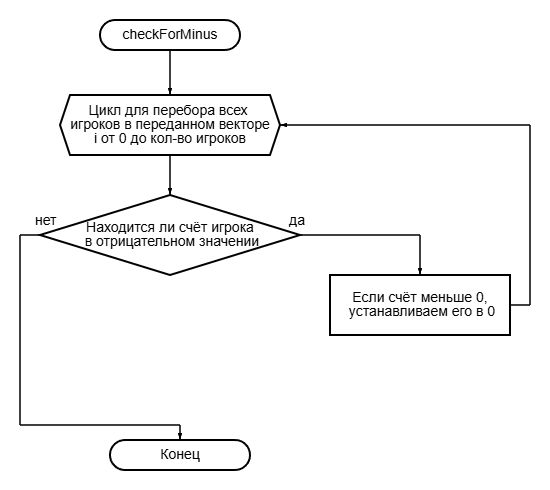 checkForMinus
Цикл для перебора всех
игроков в переданном векторе
i от 0 до кол-во игроков
нет
Находится ли счёт игрока
в отрицательном значении
да
Если счёт меньше 0,
устанавливаем его в 0
Конец